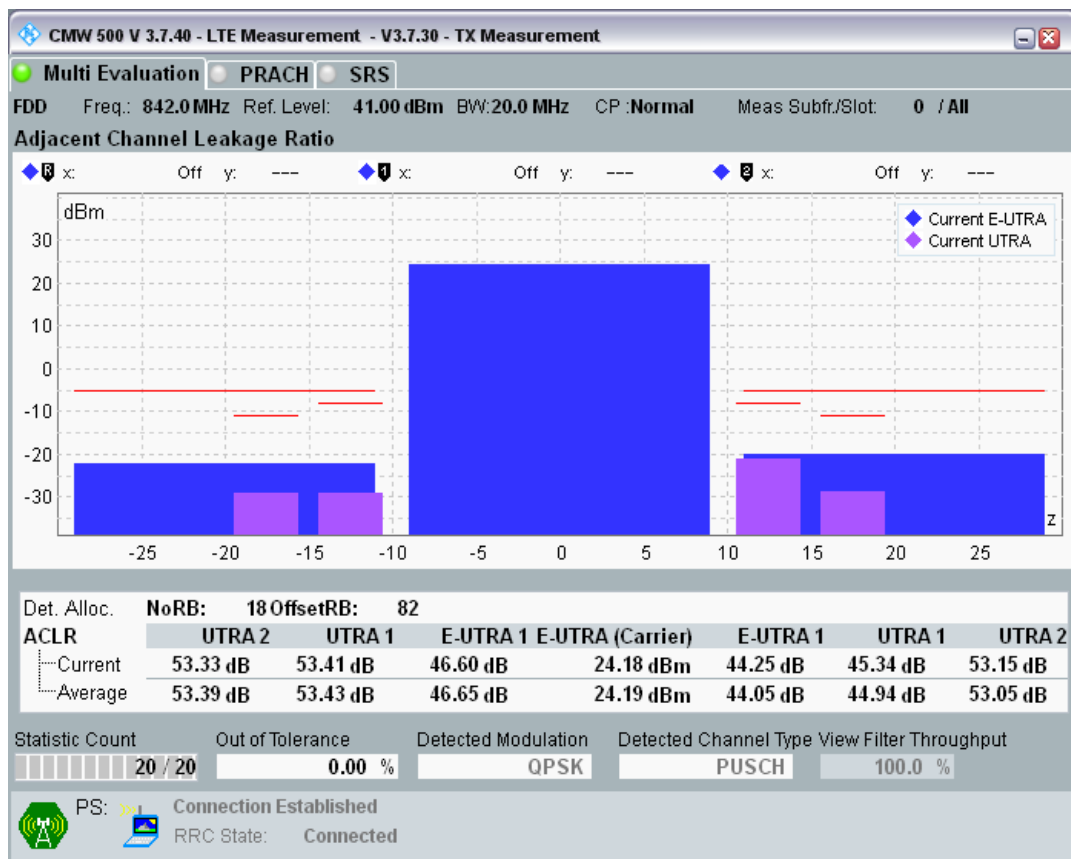 CMW 500 V 3.7.40 - LTE Measurement - V3.7.30 - TX Measurement
Multi Evaluation PRACH SRS
FDD Freq.: 842.0 MHz Ref. Level: 41.00 dBm BW:20.0 MHz CP :Normal Meas Subfr./Slot: 0 / All
Adjacent Channel Leakage Ratio
R x: Off y: --- 1 x: Off y: --- 2 x: Off y: ---
dBm
Current E-UTRA
Current UTRA
30
20
10
0
-10
-20
-30
z
-25 -20 -15 -10 -5 0 5 10 15 20 25
Det. Alloc. NoRB: 18 OffsetRB: 82
ACLR UTRA 2 UTRA 1 E-UTRA 1 E-UTRA (Carrier) E-UTRA 1 UTRA 1 UTRA 2
Current 53.33 dB 53.41 dB 46.60 dB 24.18 dBm 44.25 dB 45.34 dB 53.15 dB
Average 53.39 dB 53.43 dB 46.65 dB 24.19 dBm 44.05 dB 44.94 dB 53.05 dB
Statistic Count Out of Tolerance Detected Modulation Detected Channel Type View Filter Throughput
20 / 20 0.00 % QPSK PUSCH 100.0 %
PS: Connection Established
RRC State: Connected